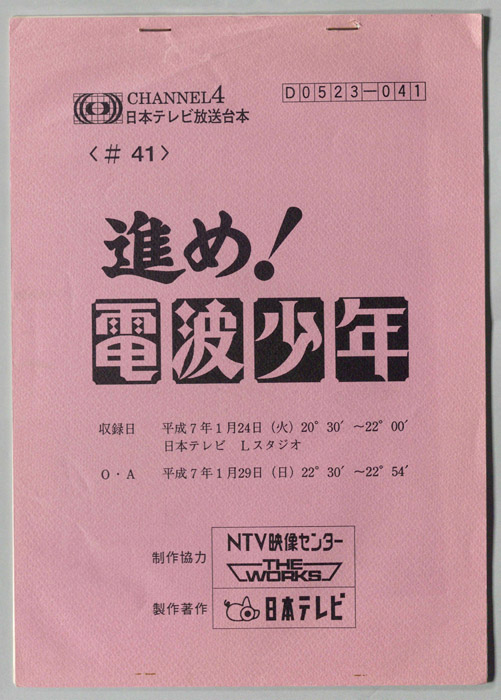 CHANNEL4
日本テレビ放送台本
D0523-041
〈# 41〉
進め!
電波少年
収録日 平成7年1月24日(火)20°30′~22°00′
日本テレビ Lスタジオ
O・A 平成7年1月29日(日)22°30′~22°54′
制作協力 NTV映像センター
THE WORKS
製作著作 日本テレビ